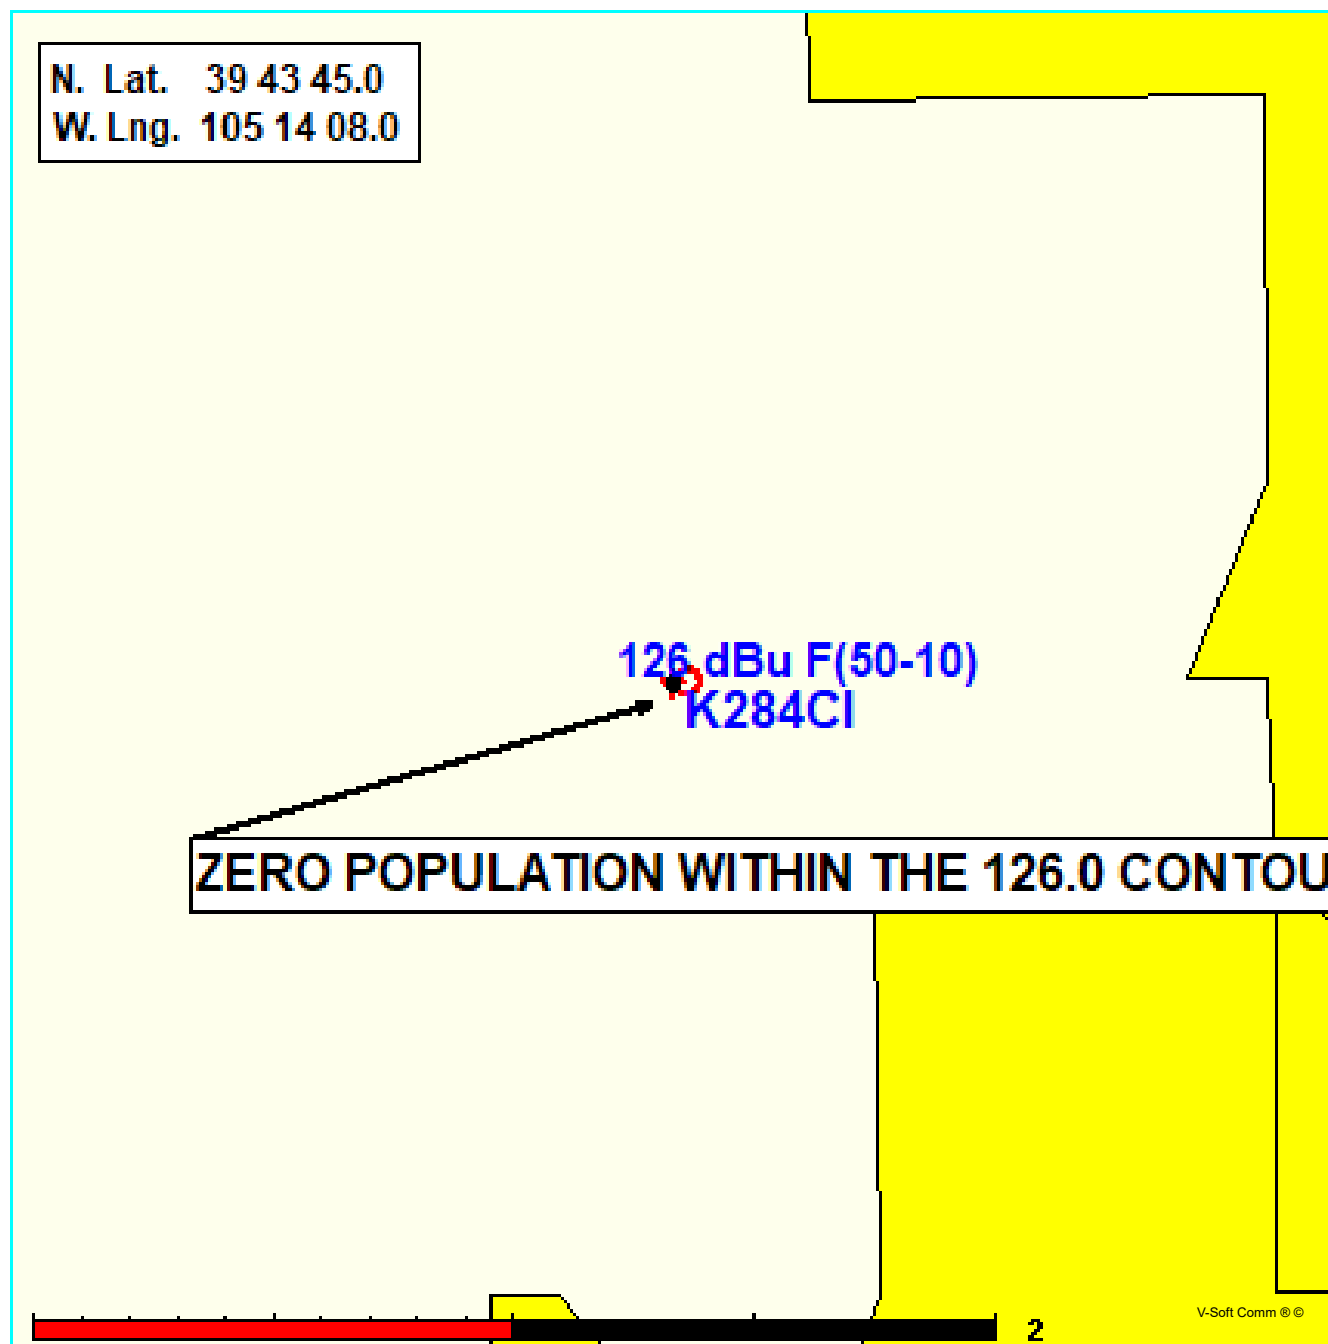 N. Lat. 39 43 45.0
W. Lng. 105 14 08.0
126 dBu F(50-10)
K284CI
ZERO POPULATION WITHIN THE 126.0 CONTOU
V-Soft Comm ® ©
2